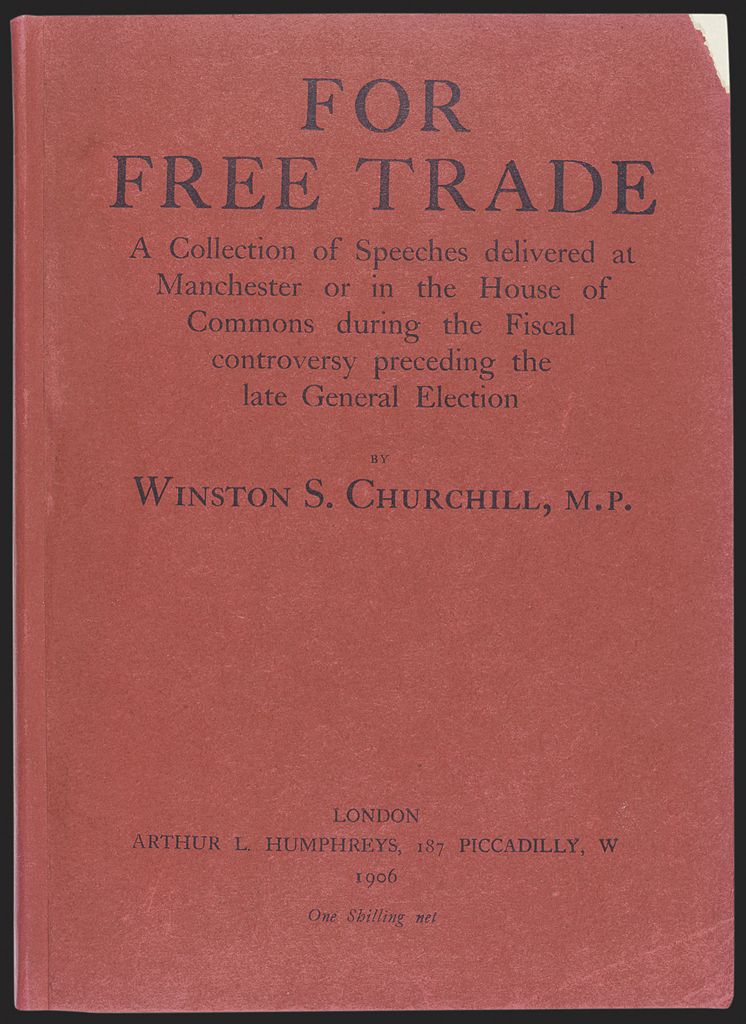 FOR
FREE TRADE
A Collection of Speeches delivered at
Manchester or in the House of
Commons during the Fiscal
controversy preceding the
late General Election
BY
WINSTON S. CHURCHILL, M.P.
LONDON
ARTHUR L. HUMPHREYS, 187 PICCADILLY, W
1906
One Shilling net